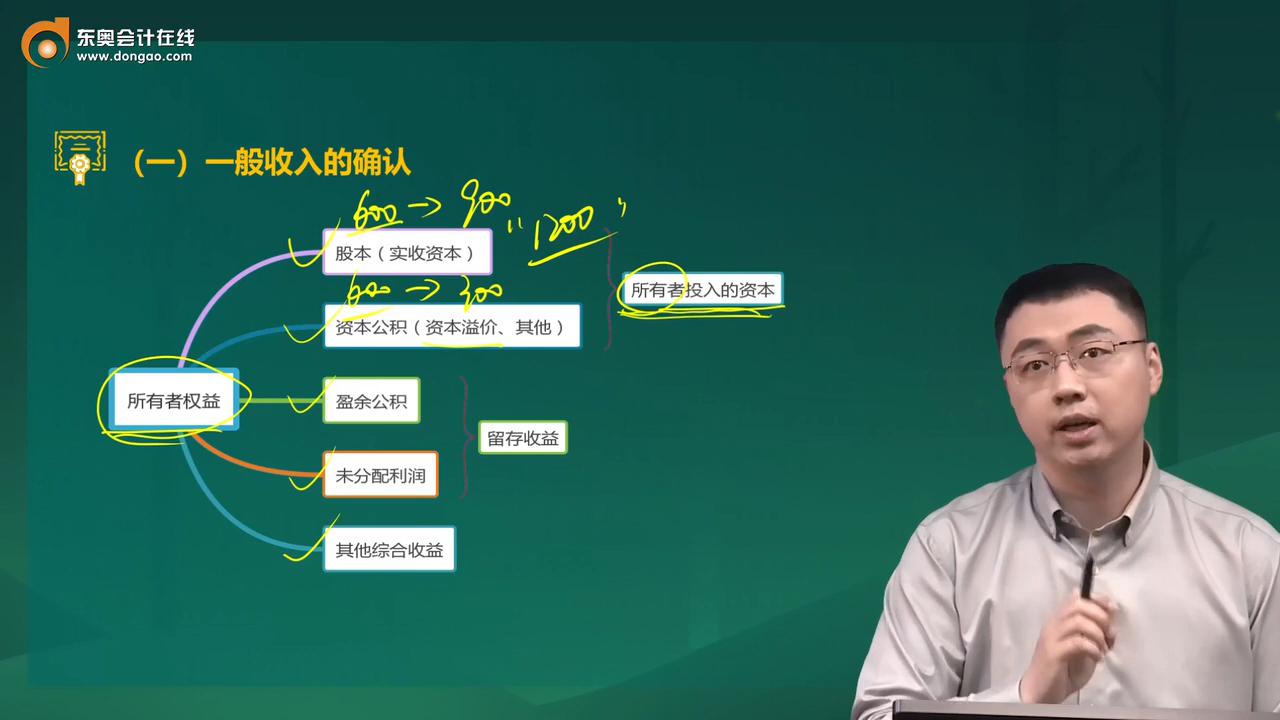 东奥会计在线
www.dongao.com
（一）一般收入的确认
600 → 900
"1200"
股本（实收资本）
600 → 300
所有者投入的资本
资本公积（资本溢价、其他）
所有者权益
盈余公积
留存收益
未分配利润
其他综合收益